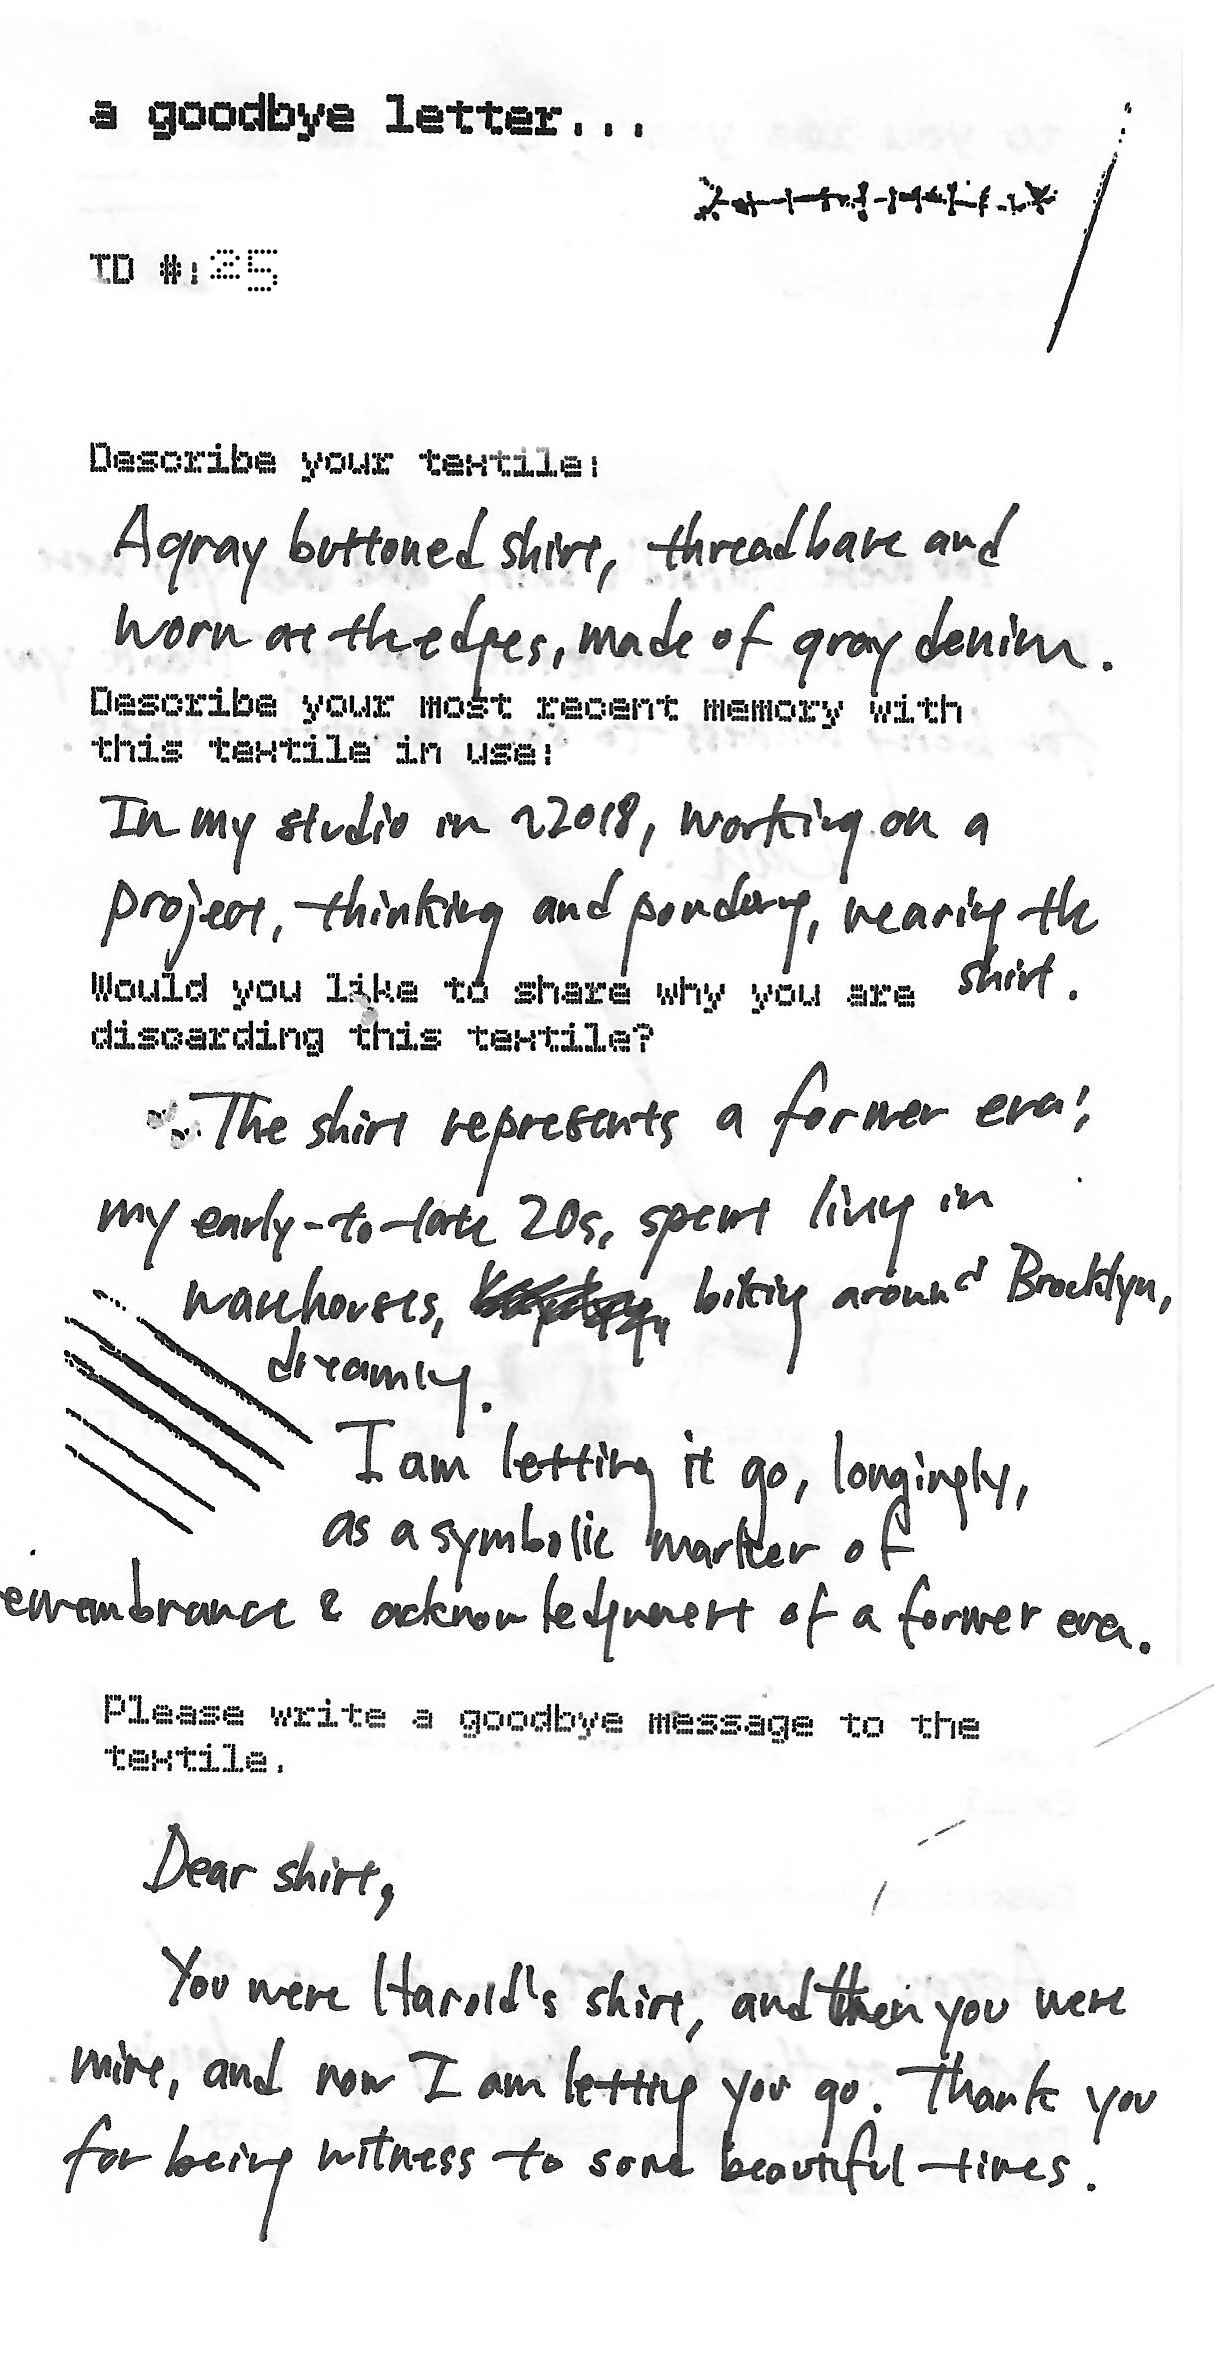 a goodbye letter...
ID #:25
Describe your textile:
A gray buttoned shirt, threadbare and
worn at the edges, made of gray denim.
Describe your most recent memory with
this textile in use:
In my studio in ~2018, working on a
project, thinking and pondering, wearing the
shirt.
Would you like to share why you are
discarding this textile?
The shirt represents a former era:
my early-to-late 20s, spent living in
warehouses, biking around Brooklyn,
dreaming.
I am letting it go, longingly,
as a symbolic marker of
remembrance & acknowledgment of a former era.
Please write a goodbye message to the
textile.
Dear shirt,
You were Harold's shirt, and then you were
mine, and now I am letting you go. Thank you
for being witness to some beautiful times.